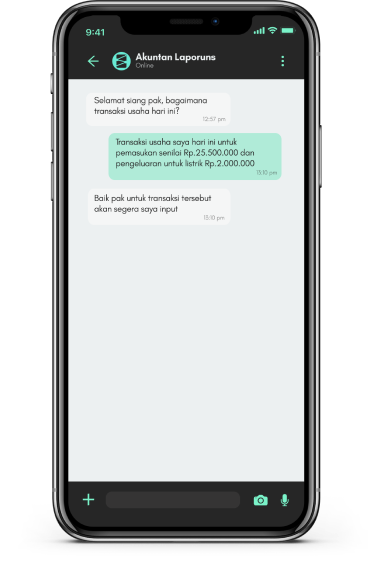 9:41
Akuntan Laporuns
Online
Selamat siang pak, bagaimana
transaksi usaha hari ini?
12:57 pm
Transaksi usaha saya hari ini untuk
pemasukan senilai Rp.25.500.000 dan
pengeluaran untuk listrik Rp.2.000.000
13:10 pm
Baik pak untuk transaksi tersebut
akan segera saya input
13:10 pm